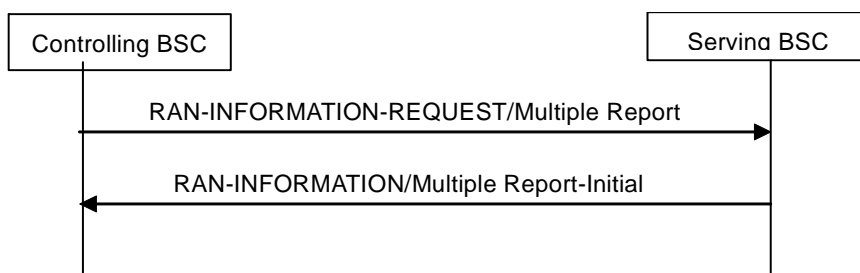 Controlling BSC
Serving BSC
RAN-INFORMATION-REQUEST/Multiple Report
RAN-INFORMATION/Multiple Report-Initial